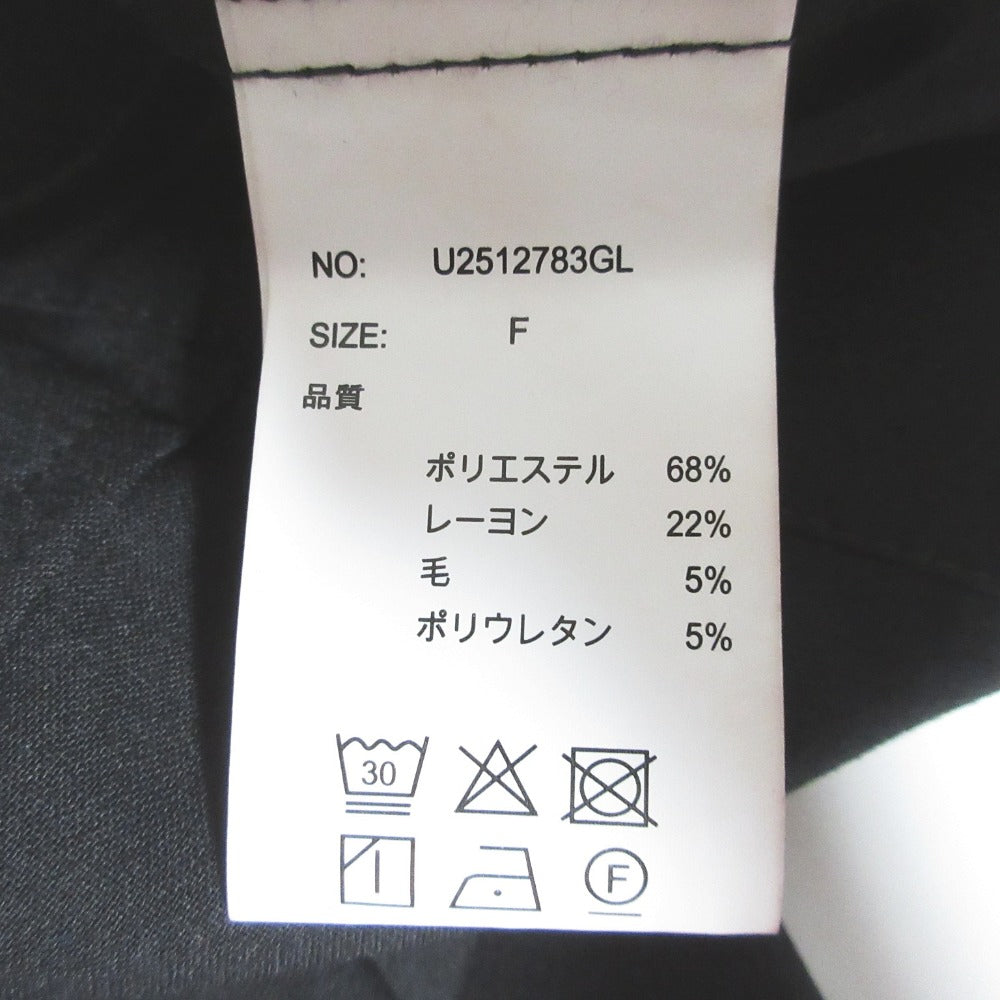 NO: U2512783GL
SIZE: F
品質
ポリエステル 68%
レーヨン 22%
毛 5%
ポリウレタン 5%
30
F